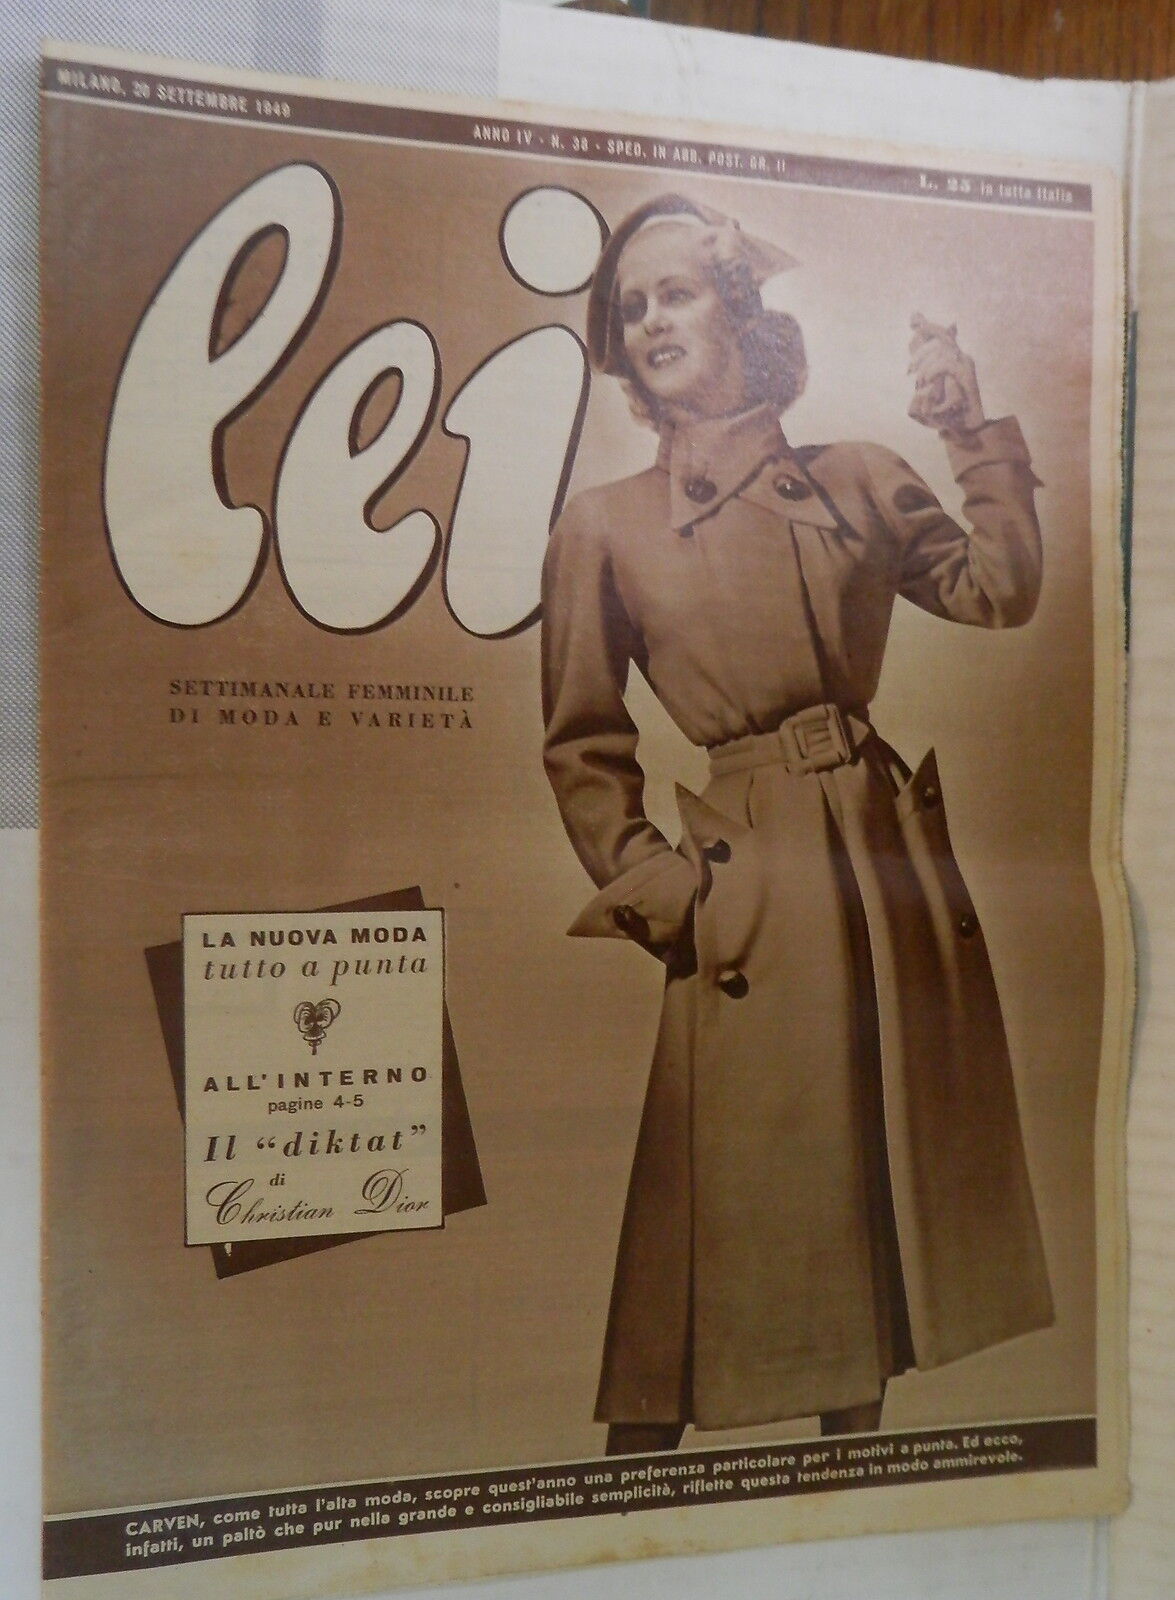 MILANO, 20 SETTEMBRE 1949
ANNO IV - N. 38 - SPED. IN ABB. POST. GR. II
L. 25 in tutta Italia
lei
SETTIMANALE FEMMINILE
DI MODA E VARIETÀ
LA NUOVA MODA
tutto a punta
ALL'INTERNO
pagine 4-5
Il “diktat”
di
Christian Dior
CARVEN, come tutta l'alta moda, scopre quest'anno una preferenza particolare per i motivi a punta. Ed ecco,
infatti, un paltò che pur nella grande e consigliabile semplicità, riflette questa tendenza in modo ammirevole.